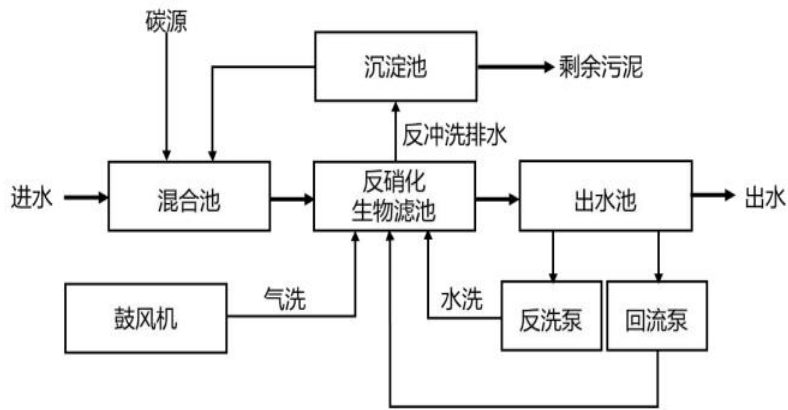 碳源
沉淀池
剩余污泥
反冲洗排水
进水
混合池
反硝化
生物滤池
出水池
出水
鼓风机
气洗
水洗
反洗泵
回流泵